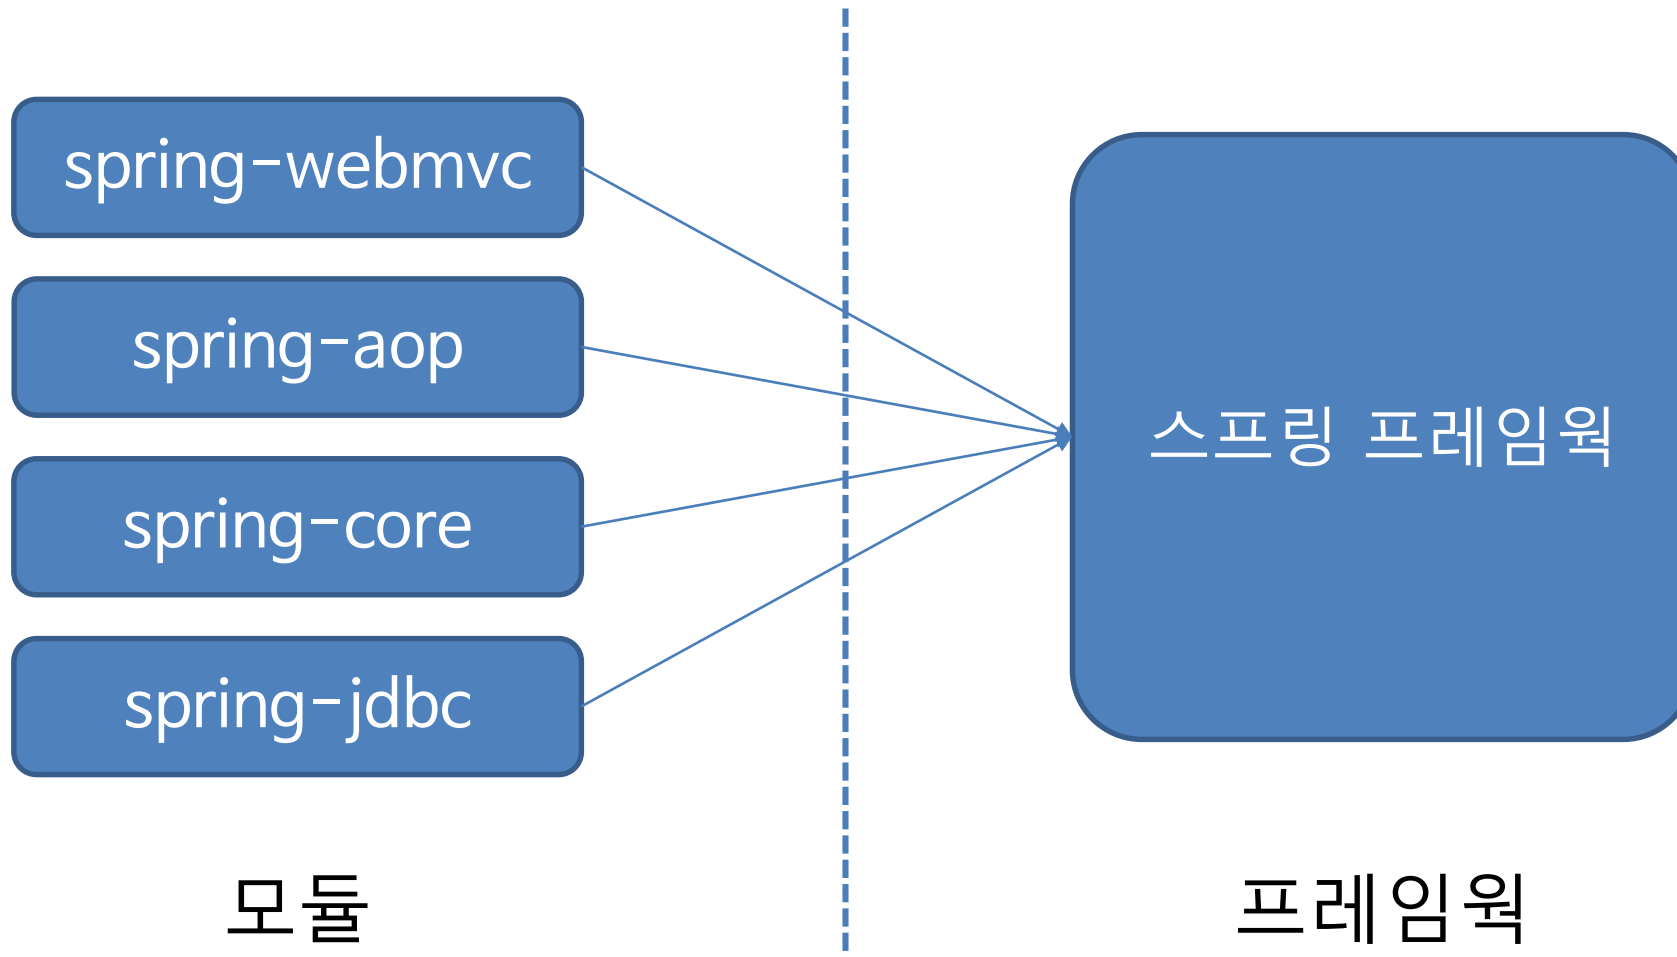 spring-webmvc
spring-aop
spring-core
spring-jdbc
스프링 프레임웍
모듈
프레임웍